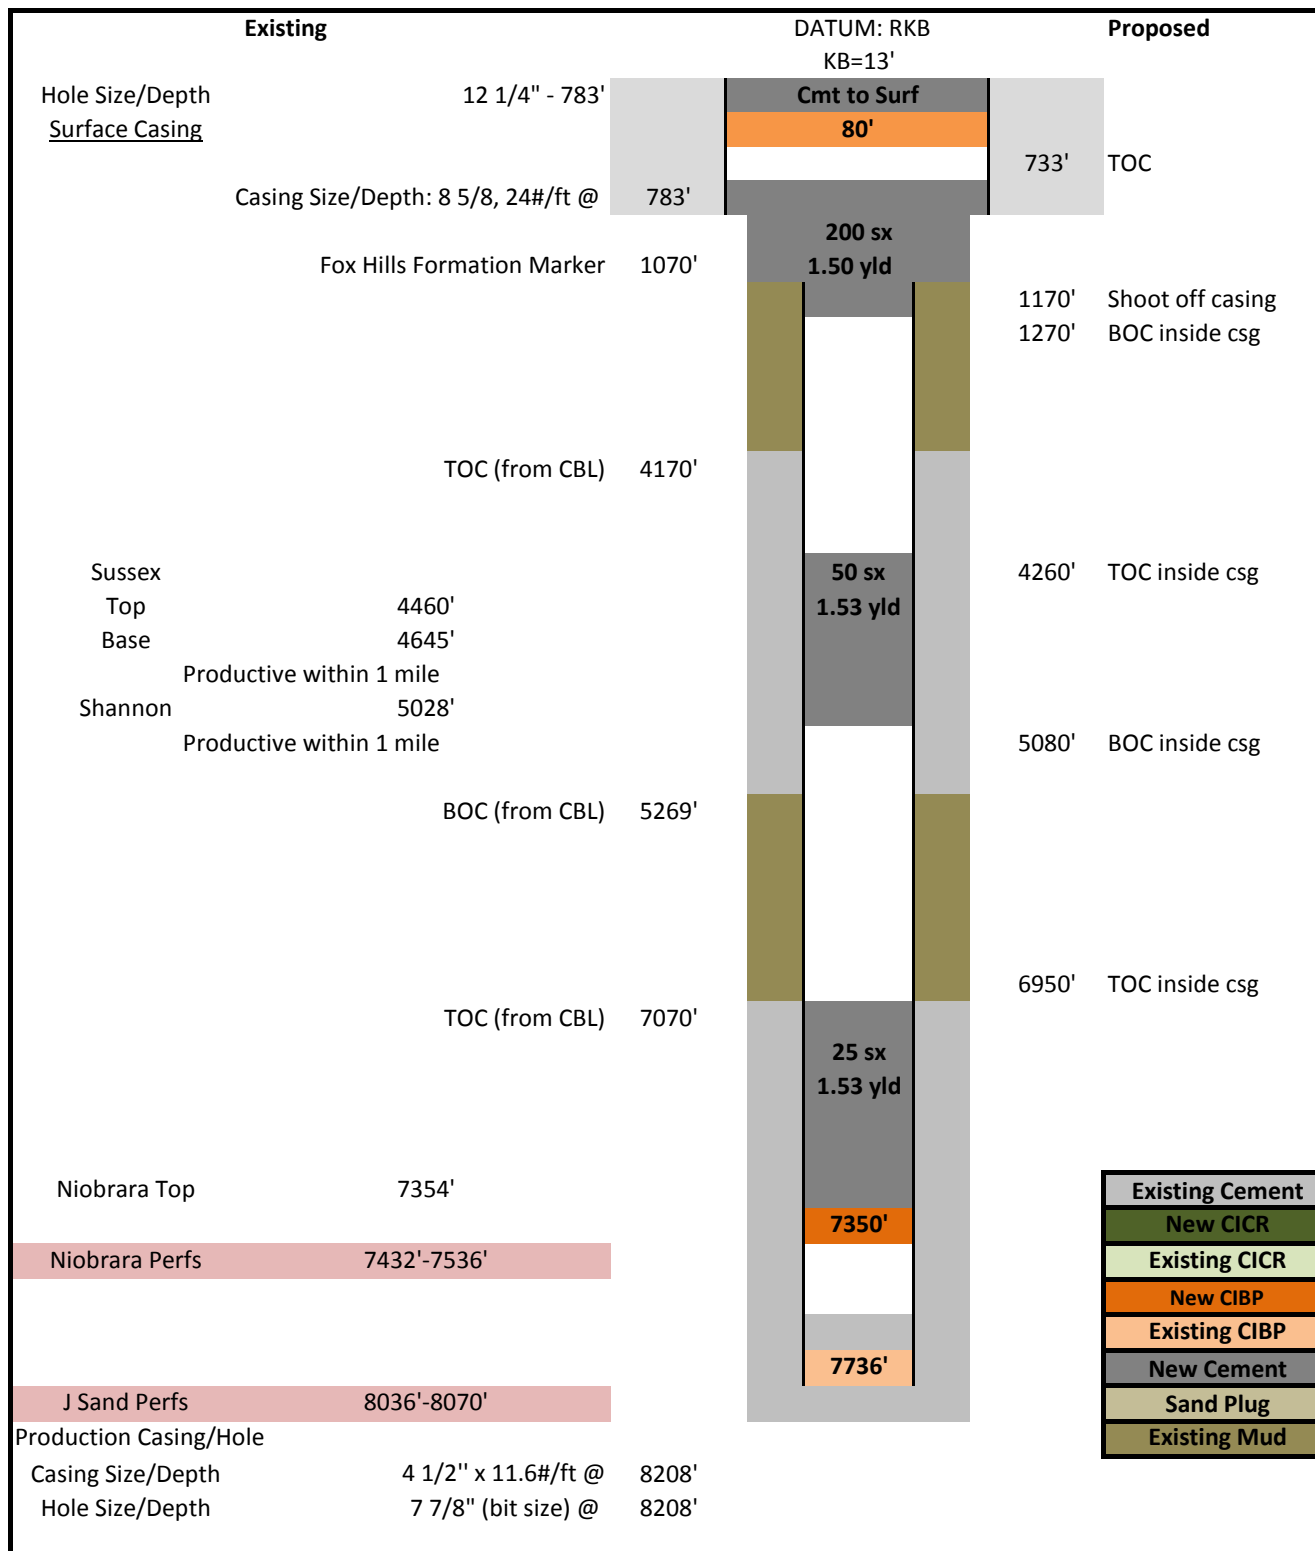 Existing DATUM: RKB Proposed
KB=13'
Hole Size/Depth 12 1/4" - 783' Cmt to Surf
Surface Casing 80'
733' TOC
Casing Size/Depth: 8 5/8, 24#/ft @ 783'
200 sx
Fox Hills Formation Marker 1070' 1.50 yld
1170' Shoot off casing
1270' BOC inside csg
TOC (from CBL) 4170'
Sussex 50 sx 4260' TOC inside csg
Top 4460' 1.53 yld
Base 4645'
Productive within 1 mile
Shannon 5028'
Productive within 1 mile 5080' BOC inside csg
BOC (from CBL) 5269'
6950' TOC inside csg
TOC (from CBL) 7070'
25 sx
1.53 yld
Niobrara Top 7354' Existing Cement
7350' New CICR
Niobrara Perfs 7432'-7536' Existing CICR
New CIBP
Existing CIBP
7736' New Cement
J Sand Perfs 8036'-8070' Sand Plug
Production Casing/Hole Existing Mud
Casing Size/Depth 4 1/2'' x 11.6#/ft @ 8208'
Hole Size/Depth 7 7/8" (bit size) @ 8208'